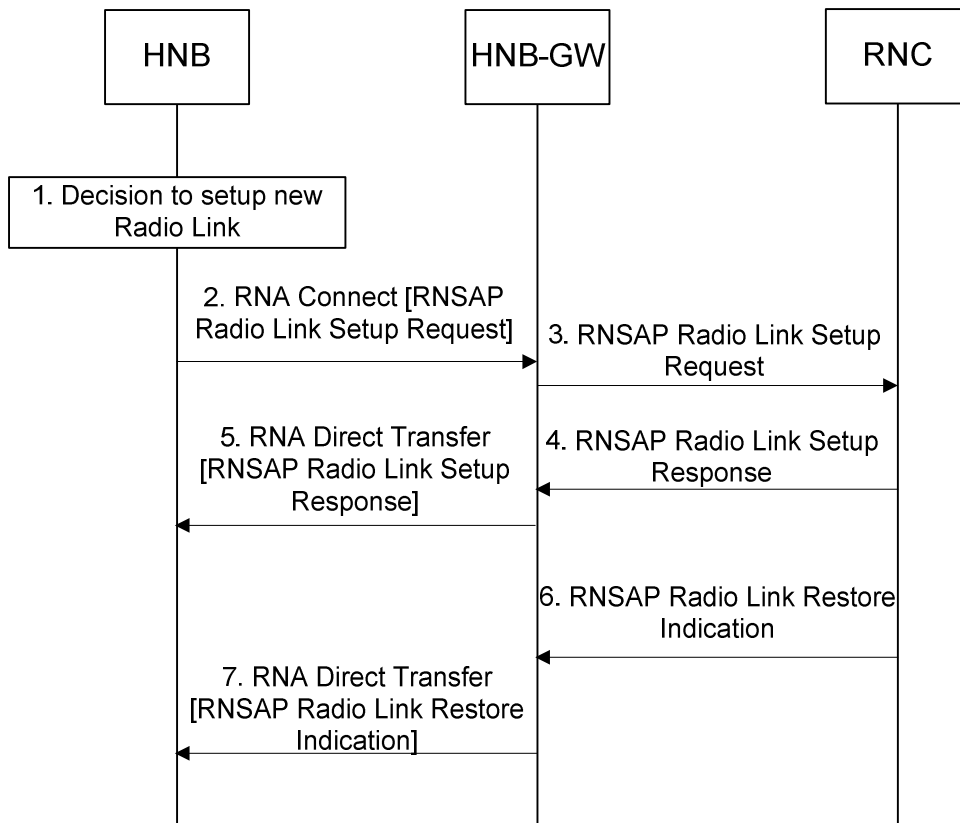 HNB
HNB-GW
RNC
1. Decision to setup new
Radio Link
2. RNA Connect [RNSAP
Radio Link Setup Request]
3. RNSAP Radio Link Setup
Request
5. RNA Direct Transfer
[RNSAP Radio Link Setup
Response]
4. RNSAP Radio Link Setup
Response
6. RNSAP Radio Link Restore
Indication
7. RNA Direct Transfer
[RNSAP Radio Link Restore
Indication]